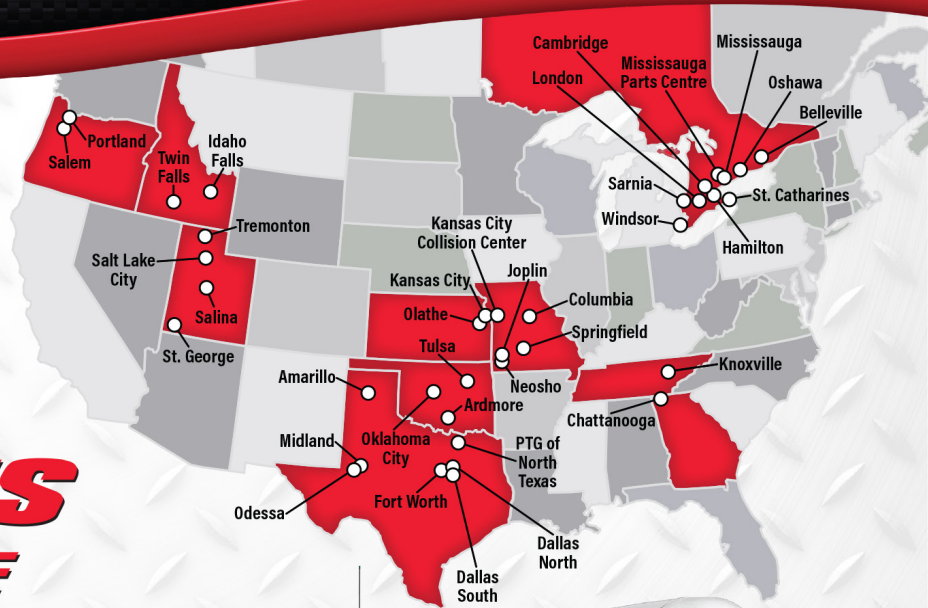 Cambridge
Mississauga
Mississauga
Parts Centre
London
Oshawa
Belleville
Portland
Salem
Idaho
Falls
Twin
Falls
Sarnia
St. Catharines
Windsor
Hamilton
Tremonton
Kansas City
Collision Center
Salt Lake
City
Joplin
Kansas City
Columbia
Olathe
Salina
Springfield
St. George
Tulsa
Knoxville
Amarillo
Neosho
Ardmore
Chattanooga
Midland
Oklahoma
City
PTG of
North
Texas
Fort Worth
Odessa
Dallas
North
Dallas
South